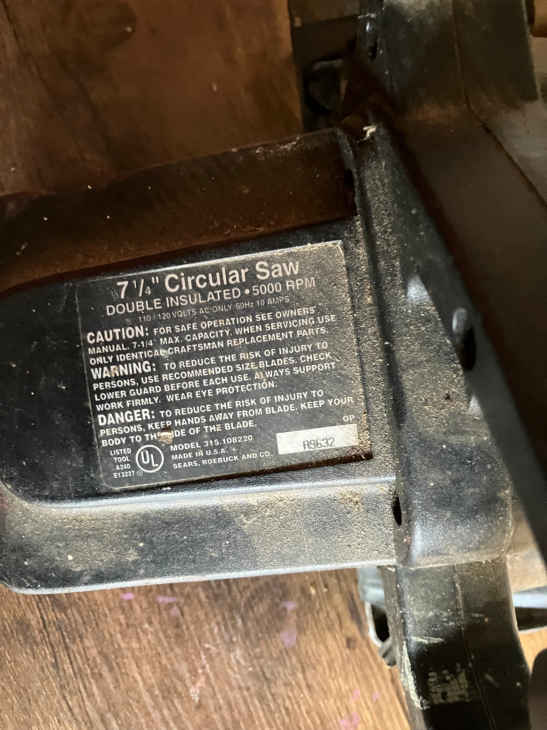 7 1/4" Circular Saw
DOUBLE INSULATED • 5000 RPM
110 / 120 VOLTS AC ONLY 60Hz 10 AMPS
CAUTION: FOR SAFE OPERATION SEE OWNERS'
MANUAL. 7-1/4" MAX. CAPACITY. WHEN SERVICING USE
ONLY IDENTICAL CRAFTSMAN REPLACEMENT PARTS.
WARNING: TO REDUCE THE RISK OF INJURY TO
PERSONS, USE RECOMMENDED SIZE BLADES. CHECK
LOWER GUARD BEFORE EACH USE. ALWAYS SUPPORT
WORK FIRMLY. WEAR EYE PROTECTION.
DANGER: TO REDUCE THE RISK OF INJURY TO
PERSONS, KEEP HANDS AWAY FROM BLADE. KEEP YOUR
BODY TO THE SIDE OF THE BLADE.
OP
LISTED
TOOL
A240
E13227
UL
MODEL 315.108220
MADE IN U.S.A.
SEARS, ROEBUCK AND CO.